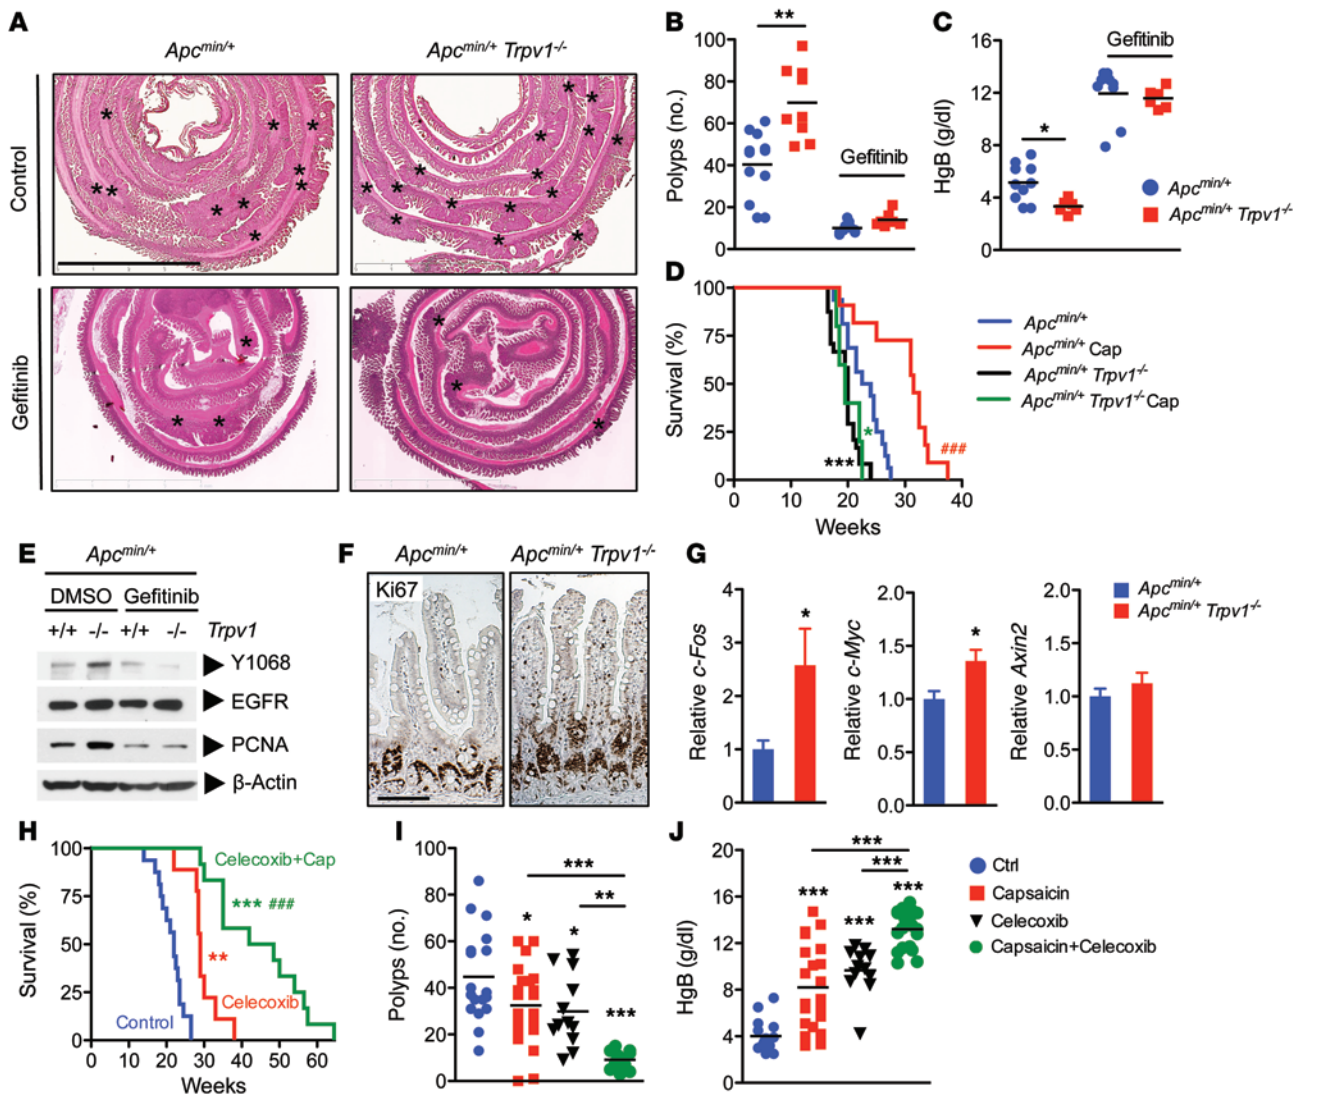 A
Apcmin/+
Apcmin/+ Trpv1-/-
Control
* * * * * * * * * * *
* * * * * * * * * * * * * * *
Gefitinib
* * *
* * *
B
**
Polyps (no.)
100
80
60
40
20
0
Gefitinib
C
HgB (g/dl)
16
12
8
4
0
Gefitinib
*
Apcmin/+
Apcmin/+ Trpv1-/-
D
Survival (%)
100
75
50
25
0
***
*
###
0 10 20 30 40
Weeks
Apcmin/+
Apcmin/+ Cap
Apcmin/+ Trpv1-/-
Apcmin/+ Trpv1-/- Cap
E
Apcmin/+
DMSO Gefitinib
+/+ -/- +/+ -/- Trpv1
Y1068
EGFR
PCNA
β-Actin
F
Apcmin/+
Apcmin/+ Trpv1-/-
Ki67
G
Relative c-Fos
4
3
2
1
0
*
Relative c-Myc
2.0
1.5
1.0
0.5
0.0
*
Relative Axin2
2.0
1.5
1.0
0.5
0.0
Apcmin/+
Apcmin/+ Trpv1-/-
H
Survival (%)
100
75
50
25
0
Celecoxib+Cap
*** ###
**
Celecoxib
Control
0 10 20 30 40 50 60
Weeks
I
Polyps (no.)
100
80
60
40
20
0
***
**
*
*
***
J
HgB (g/dl)
20
16
12
8
4
0
***
***
***
***
***
Ctrl
Capsaicin
Celecoxib
Capsaicin+Celecoxib